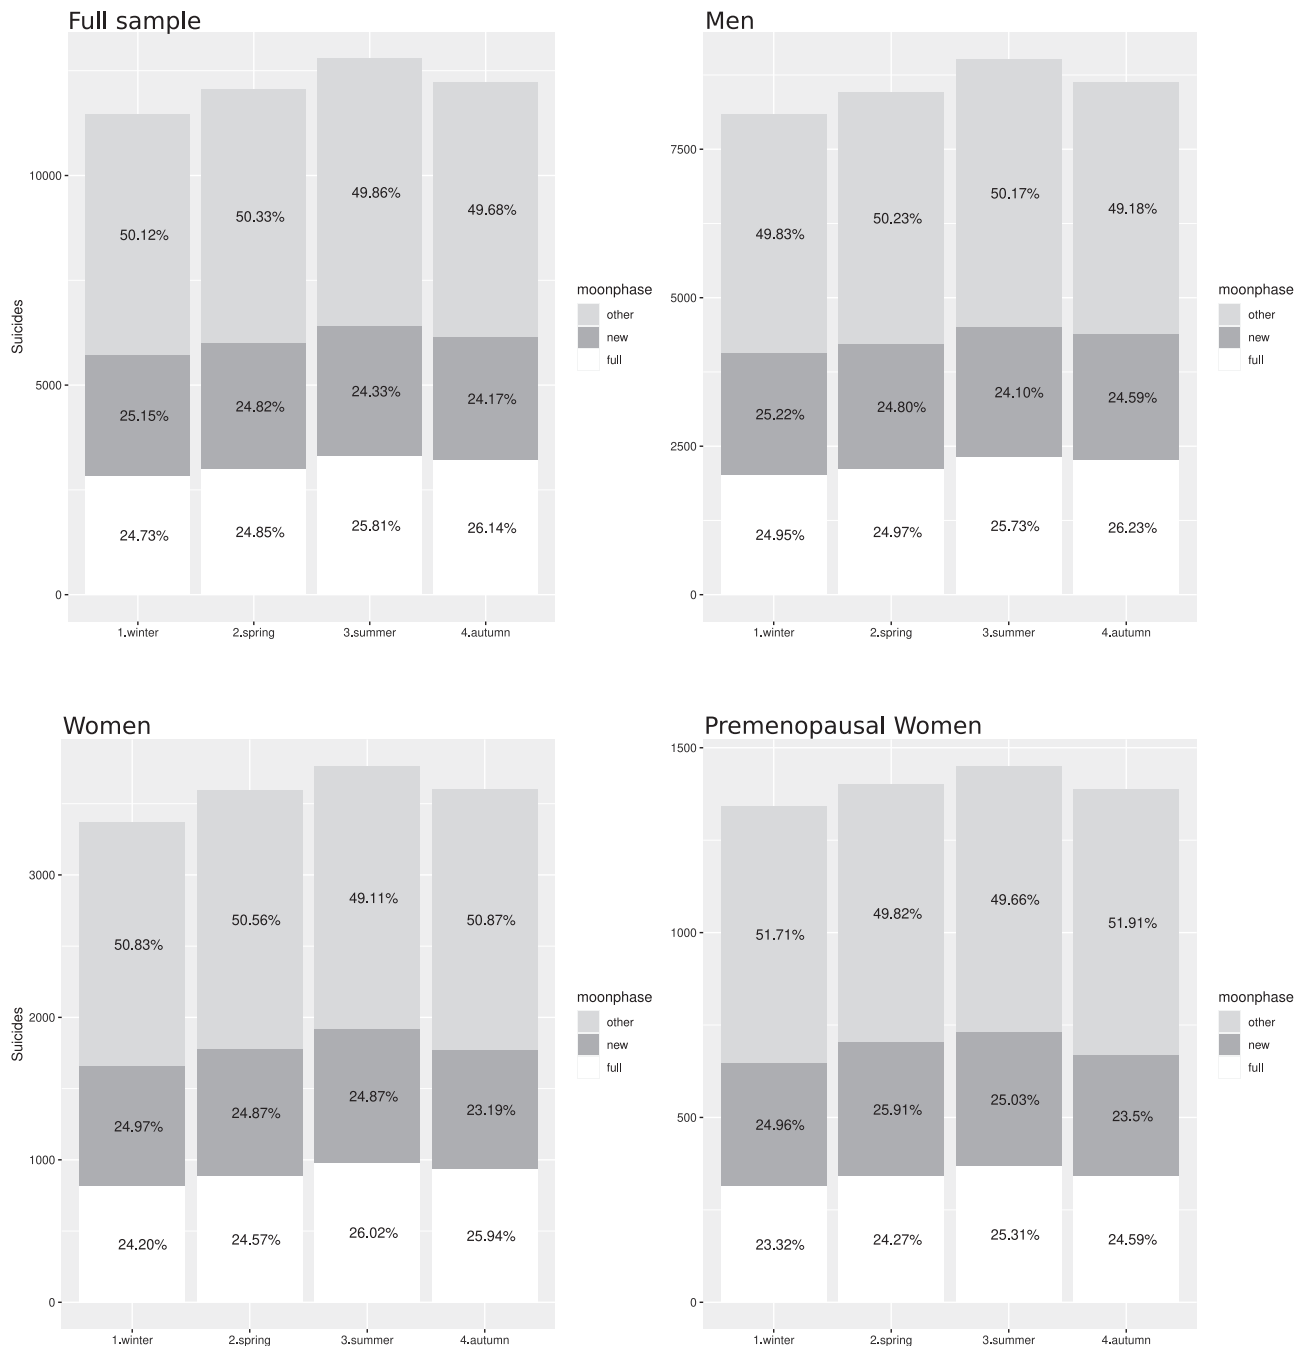 Full sample
Suicides
10000
5000
0
50.12%
50.33%
49.86%
49.68%
25.15%
24.82%
24.33%
24.17%
24.73%
24.85%
25.81%
26.14%
1.winter
2.spring
3.summer
4.autumn
moonphase
other
new
full
Men
7500
5000
2500
0
49.83%
50.23%
50.17%
49.18%
25.22%
24.80%
24.10%
24.59%
24.95%
24.97%
25.73%
26.23%
1.winter
2.spring
3.summer
4.autumn
moonphase
other
new
full
Women
Suicides
3000
2000
1000
0
50.83%
50.56%
49.11%
50.87%
24.97%
24.87%
24.87%
23.19%
24.20%
24.57%
26.02%
25.94%
1.winter
2.spring
3.summer
4.autumn
moonphase
other
new
full
Premenopausal Women
1500
1000
500
0
51.71%
49.82%
49.66%
51.91%
24.96%
25.91%
25.03%
23.5%
23.32%
24.27%
25.31%
24.59%
1.winter
2.spring
3.summer
4.autumn
moonphase
other
new
full